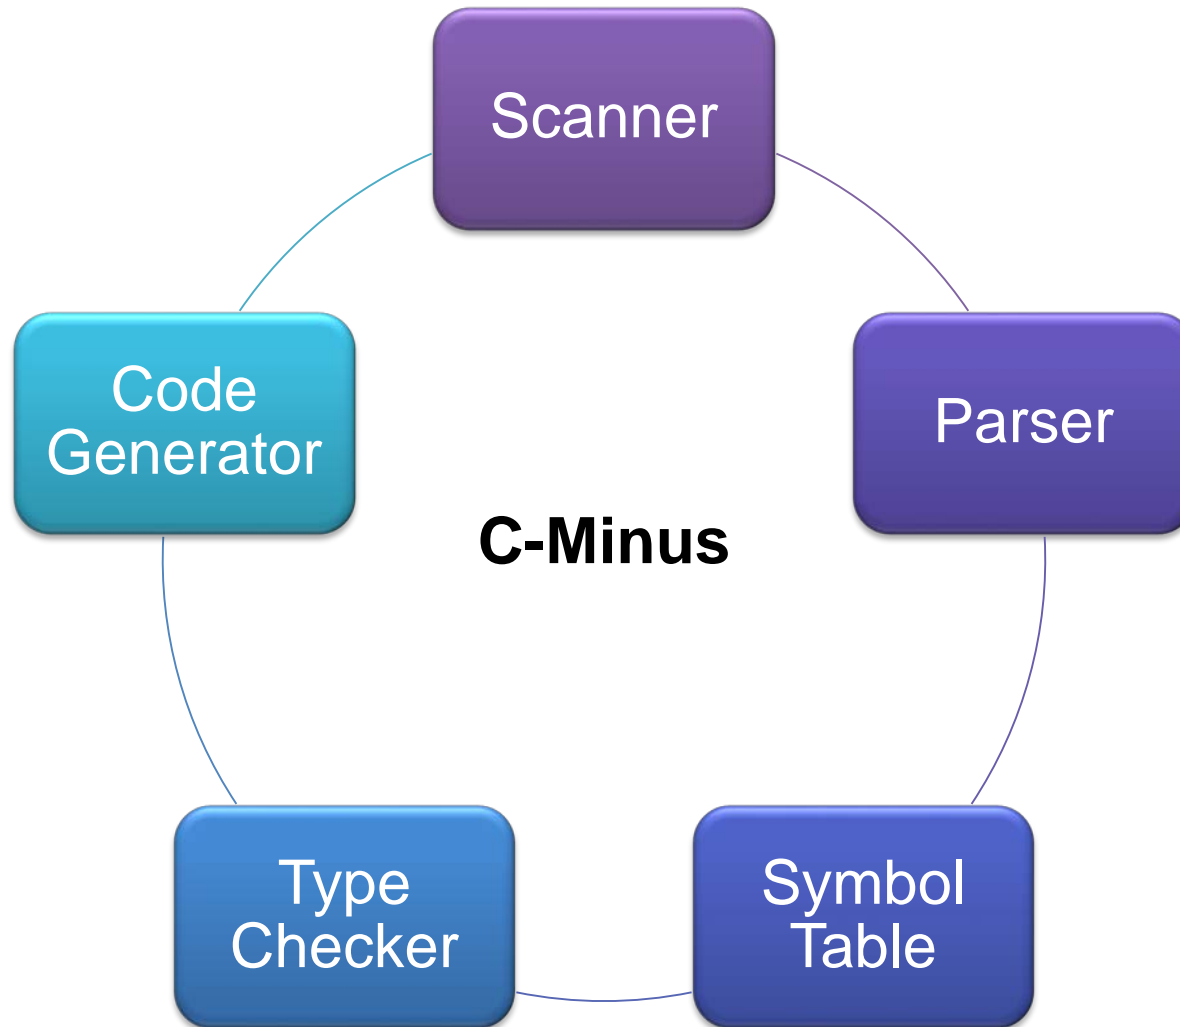 Scanner
Parser
Symbol
Table
Type
Checker
Code
Generator
C-Minus